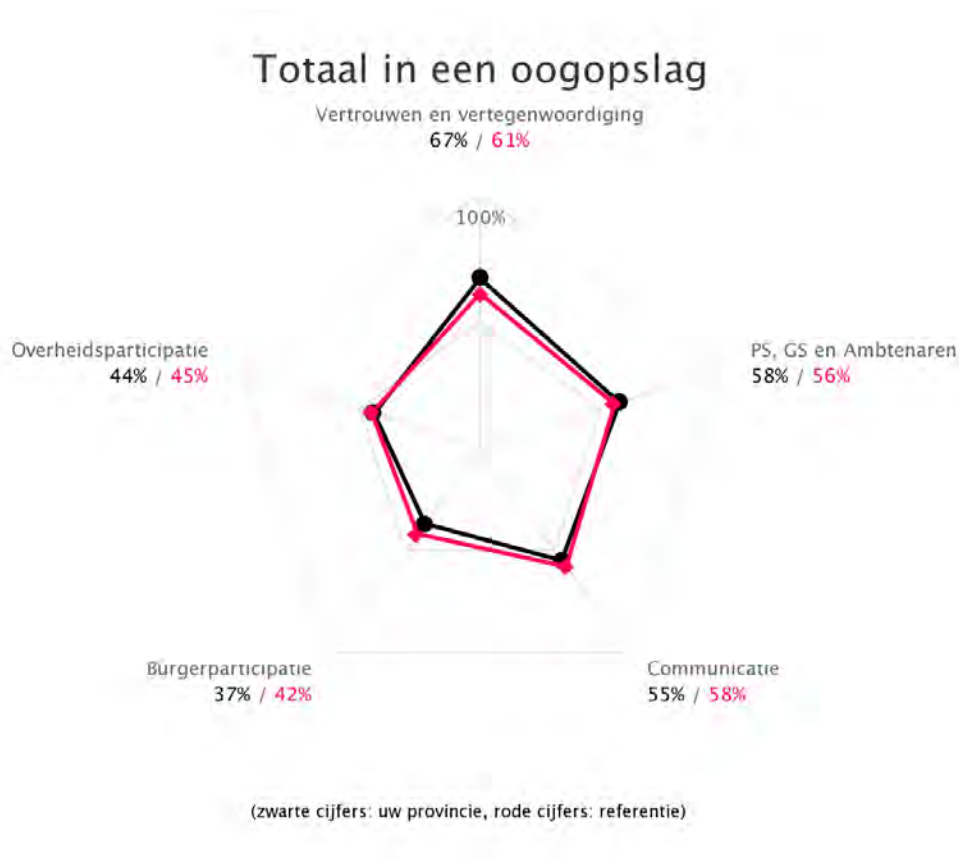 Totaal in een oogopslag
Vertrouwen en vertegenwoordiging
67% / 61%
100%
Overheidsparticipatie
44% / 45%
PS, GS en Ambtenaren
58% / 56%
Burgerparticipatie
37% / 42%
Communicatie
55% / 58%
(zwarte cijfers: uw provincie, rode cijfers: referentie)